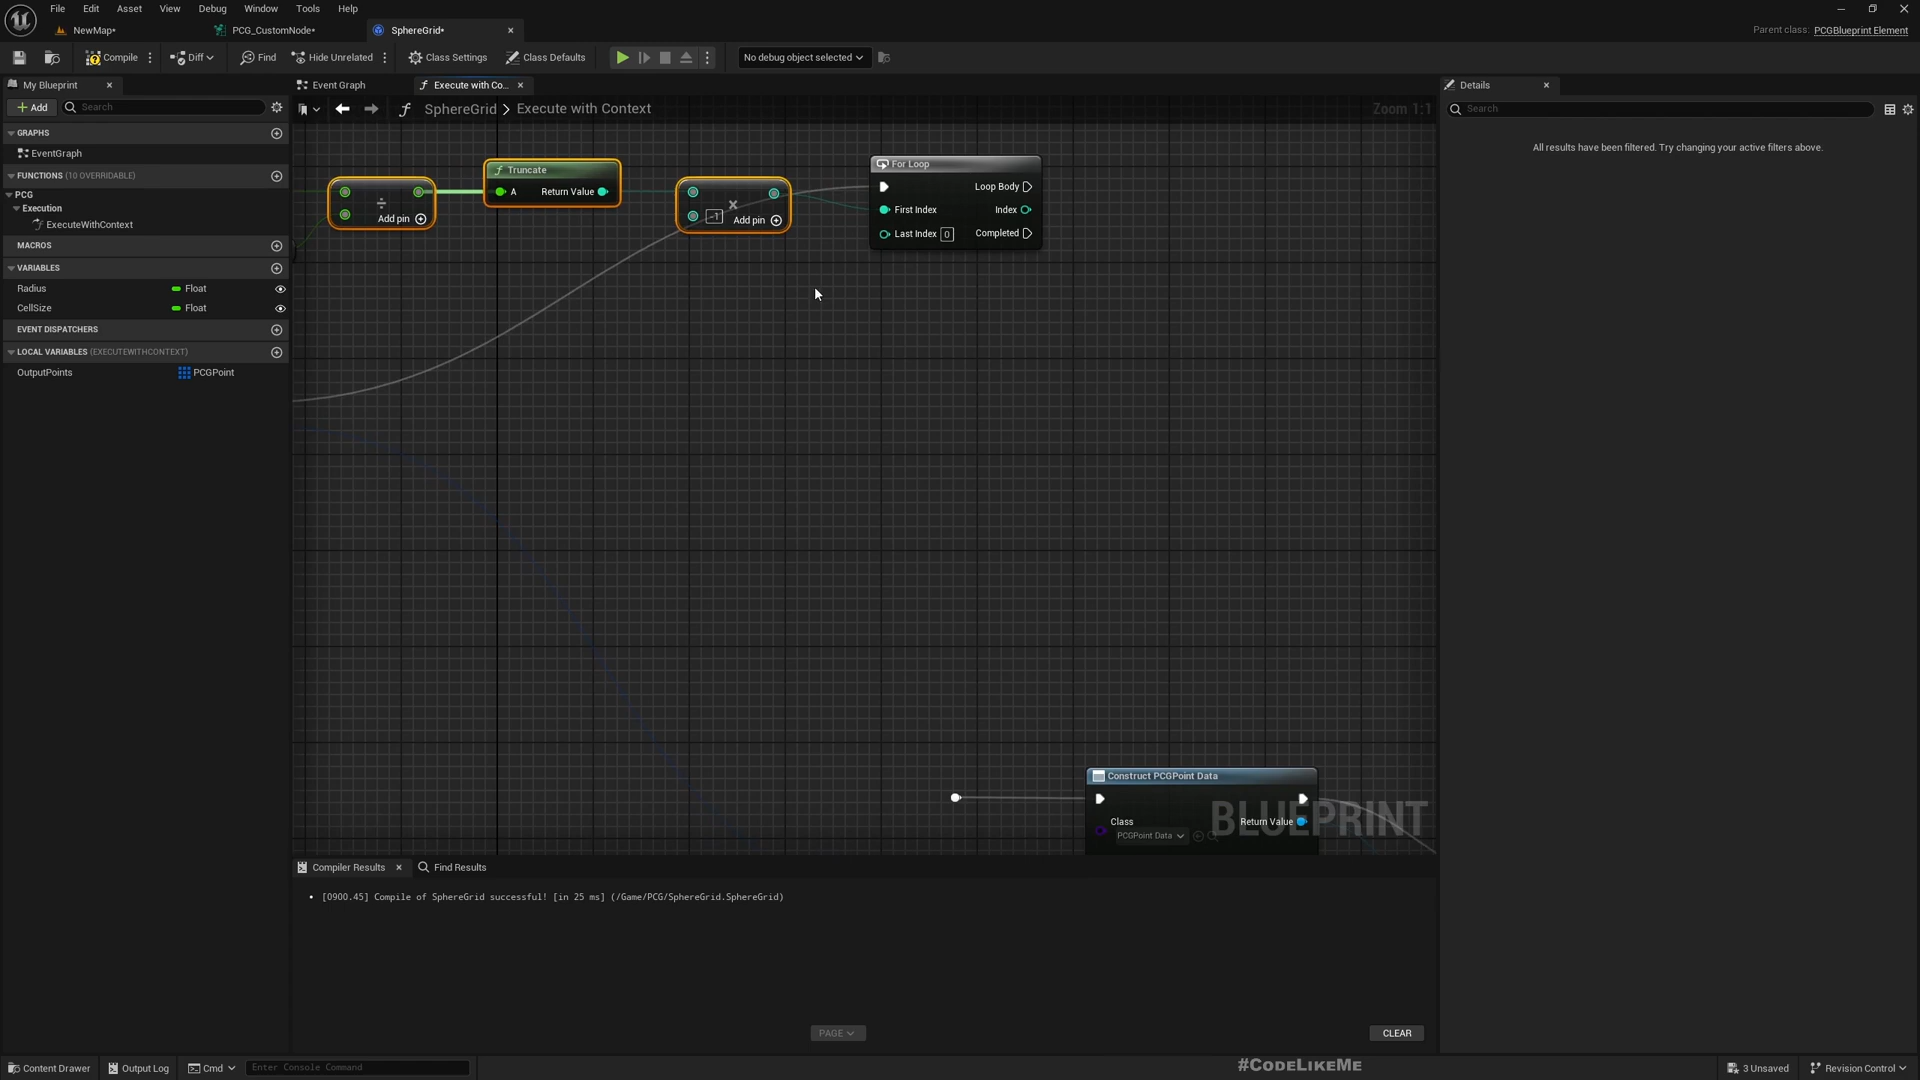 File Edit Asset View Debug Window Tools Help
NewMap* PCG_CustomNode* SphereGrid*
Parent class: PCGBlueprint Element
Compile Diff Find Hide Unrelated Class Settings Class Defaults No debug object selected
My Blueprint
Event Graph Execute with Co...
Details
Add Search
SphereGrid > Execute with Context
Zoom 1:1
Search
GRAPHS
EventGraph
FUNCTIONS (10 OVERRIDABLE)
PCG
Execution
ExecuteWithContext
MACROS
VARIABLES
Radius Float
CellSize Float
EVENT DISPATCHERS
LOCAL VARIABLES (EXECUTEWITHCONTEXT)
OutputPoints PCGPoint
All results have been filtered. Try changing your active filters above.
÷
Add pin
Truncate
A Return Value
×
-1 Add pin
For Loop
Loop Body
First Index Index
Last Index 0 Completed
Construct PCGPoint Data
Class Return Value
PCGPoint Data
BLUEPRINT
Compiler Results Find Results
[0900.45] Compile of SphereGrid successful! [in 25 ms] (/Game/PCG/SphereGrid.SphereGrid)
PAGE CLEAR
Content Drawer Output Log Cmd Enter Console Command
#CODELIKEME
3 Unsaved Revision Control